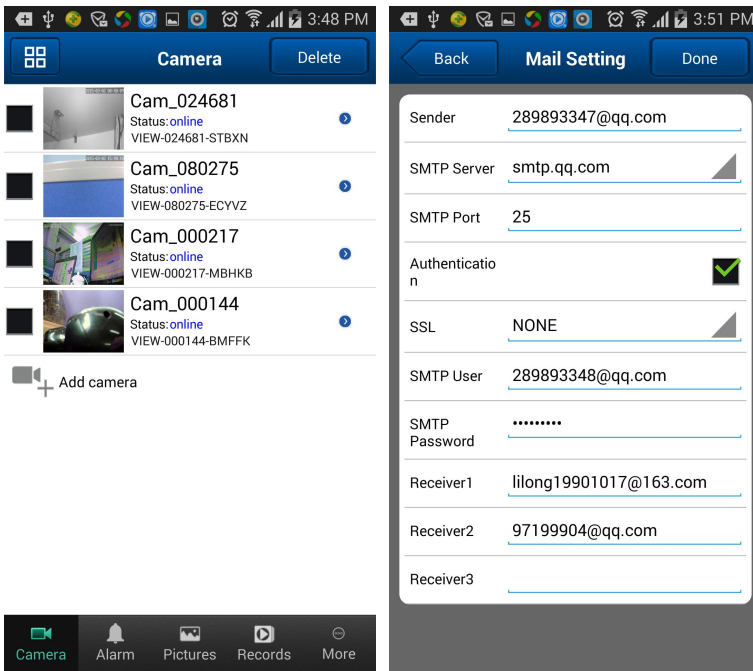 3:48 PM
Camera
Delete
Cam_024681
Status:online
VIEW-024681-STBXN
Cam_080275
Status:online
VIEW-080275-ECYVZ
Cam_000217
Status:online
VIEW-000217-MBHKB
Cam_000144
Status:online
VIEW-000144-BMFFK
Add camera
Camera
Alarm
Pictures
Records
More
3:51 PM
Back
Mail Setting
Done
Sender
289893347@qq.com
SMTP Server
smtp.qq.com
SMTP Port
25
Authenticatio
n
SSL
NONE
SMTP User
289893348@qq.com
SMTP
Password
•••••••••
Receiver1
lilong19901017@163.com
Receiver2
97199904@qq.com
Receiver3